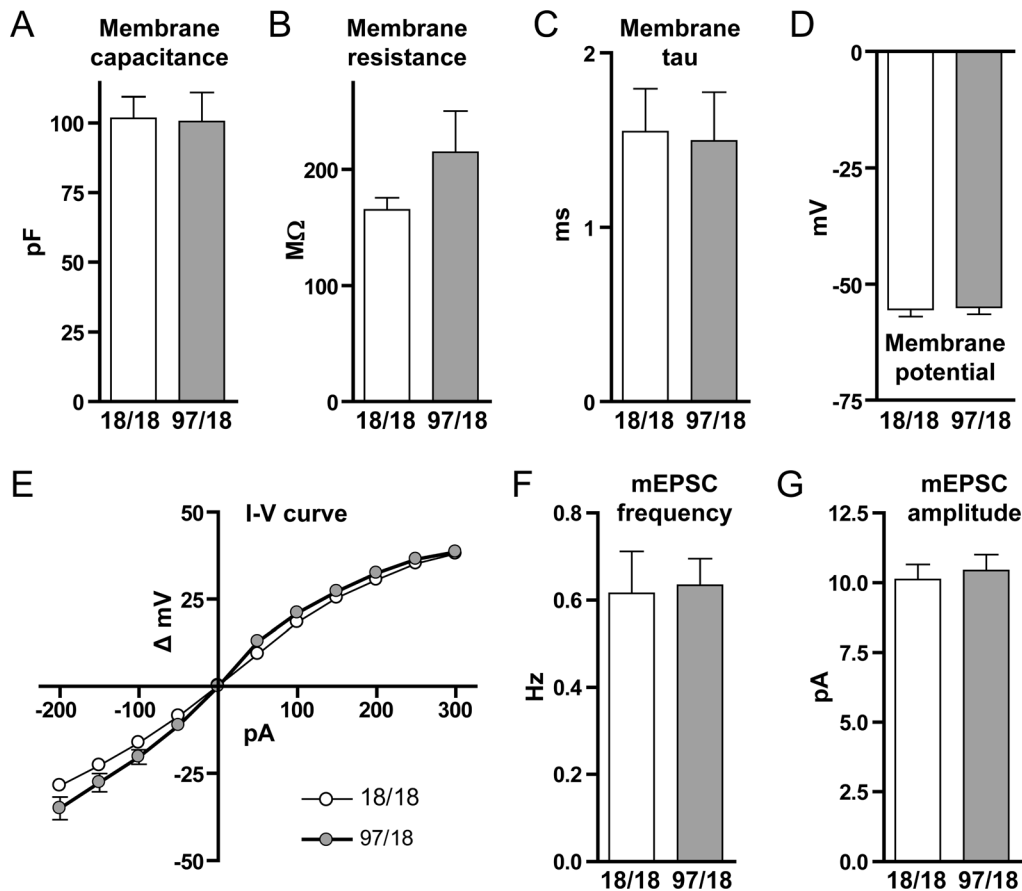 A
Membrane
capacitance
pF
100
75
50
25
0
18/18 97/18
B
Membrane
resistance
MΩ
200
100
0
18/18 97/18
C
Membrane
tau
ms
2
1
0
18/18 97/18
D
mV
0
-25
-50
-75
Membrane
potential
18/18 97/18
E
I-V curve
Δ mV
50
25
-25
-50
-200 -100 100 200 300
pA
18/18
97/18
F
mEPSC
frequency
Hz
0.8
0.6
0.4
0.2
0.0
18/18 97/18
G
mEPSC
amplitude
pA
12.5
10.0
7.5
5.0
2.5
0.0
18/18 97/18